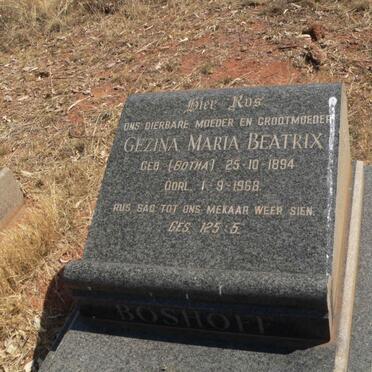 Hier Rus
ONS DIERBARE MOEDER EN GROOTMOEDER
GEZINA MARIA BEATRIX
GEB. (BOTHA) 25-10-1894
OORL. 1-9-1968
RUS SAG TOT ONS MEKAAR WEER SIEN.
GES. 125:5.
BOSHOFF